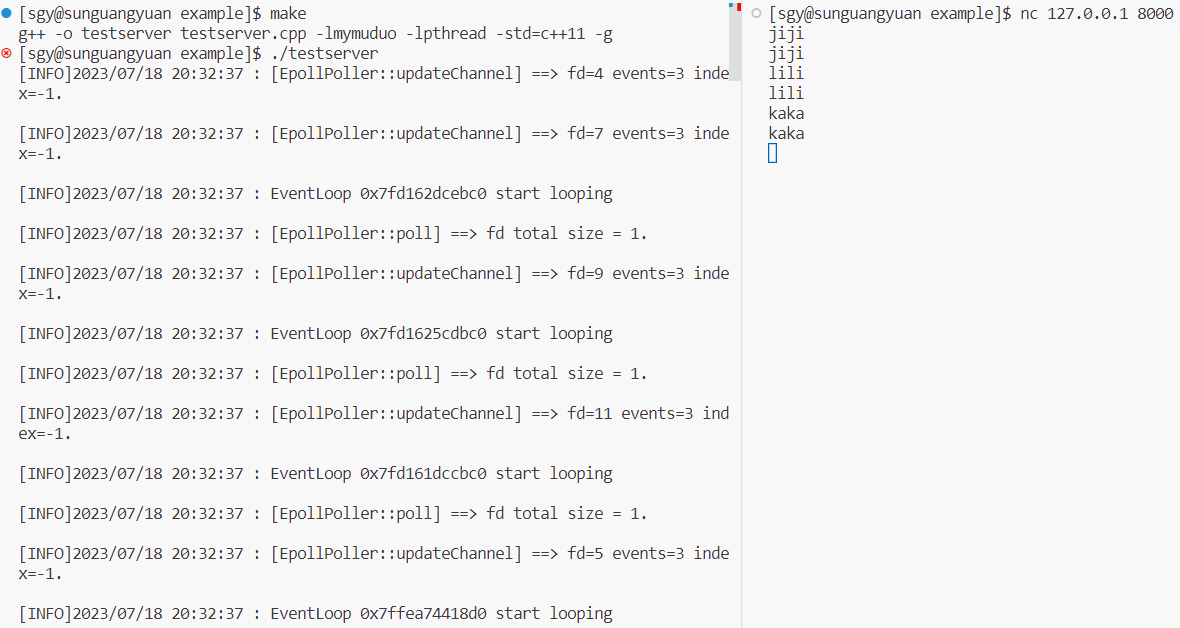 [sgy@sunguangyuan example]$ make
g++ -o testserver testserver.cpp -lmymuduo -lpthread -std=c++11 -g
[sgy@sunguangyuan example]$ ./testserver
[INFO]2023/07/18 20:32:37 : [EpollPoller::updateChannel] ==> fd=4 events=3 inde
x=-1.
[INFO]2023/07/18 20:32:37 : [EpollPoller::updateChannel] ==> fd=7 events=3 inde
x=-1.
[INFO]2023/07/18 20:32:37 : EventLoop 0x7fd162dcebc0 start looping
[INFO]2023/07/18 20:32:37 : [EpollPoller::poll] ==> fd total size = 1.
[INFO]2023/07/18 20:32:37 : [EpollPoller::updateChannel] ==> fd=9 events=3 inde
x=-1.
[INFO]2023/07/18 20:32:37 : EventLoop 0x7fd1625cdbc0 start looping
[INFO]2023/07/18 20:32:37 : [EpollPoller::poll] ==> fd total size = 1.
[INFO]2023/07/18 20:32:37 : [EpollPoller::updateChannel] ==> fd=11 events=3 ind
ex=-1.
[INFO]2023/07/18 20:32:37 : EventLoop 0x7fd161dccbc0 start looping
[INFO]2023/07/18 20:32:37 : [EpollPoller::poll] ==> fd total size = 1.
[INFO]2023/07/18 20:32:37 : [EpollPoller::updateChannel] ==> fd=5 events=3 inde
x=-1.
[INFO]2023/07/18 20:32:37 : EventLoop 0x7ffea74418d0 start looping
[sgy@sunguangyuan example]$ nc 127.0.0.1 8000
jiji
jiji
lili
lili
kaka
kaka